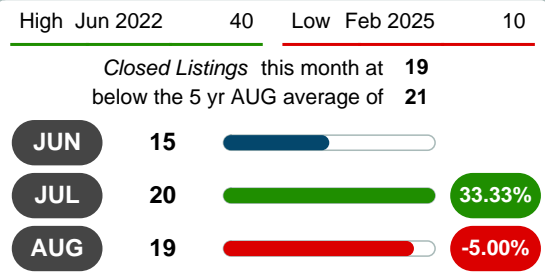 High Jun 2022 40 Low Feb 2025 10
Closed Listings this month at 19
below the 5 yr AUG average of 21
JUN 15
JUL 20 33.33%
AUG 19 -5.00%